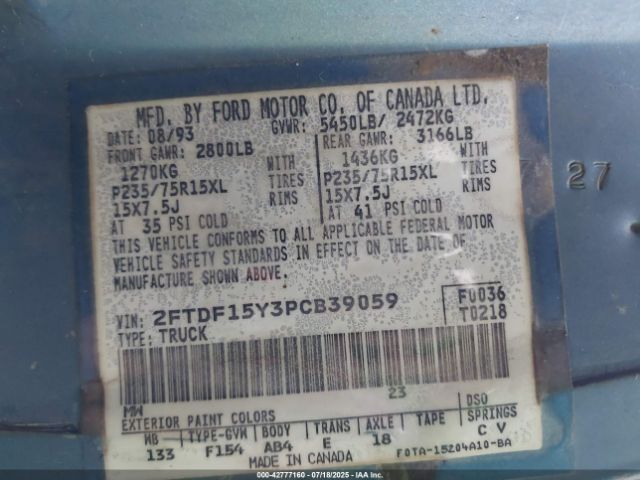 MFD. BY FORD MOTOR CO. OF CANADA LTD.
DATE: 08/93 GVWR: 5450LB/ 2472KG
FRONT GAWR: 2800LB REAR GAWR: 3166LB
1270KG WITH 1436KG WITH
P235/75R15XL TIRES P235/75R15XL TIRES
15X7.5J RIMS 15X7.5J RIMS
AT 35 PSI COLD AT 41 PSI COLD
THIS VEHICLE CONFORMS TO ALL APPLICABLE FEDERAL MOTOR
VEHICLE SAFETY STANDARDS IN EFFECT ON THE DATE OF
MANUFACTURE SHOWN ABOVE.
VIN: 2FTDF15Y3PCB39059 F0036
TYPE: TRUCK T0218
23
MW DSO
EXTERIOR PAINT COLORS
WB TYPE-GVW BODY TRANS AXLE TAPE SPRINGS
133 F154 AB4 E 18 C V
MADE IN CANADA F0TA-15204A10-BA
27
© IAA - 42777160 - 07/18/2025 - IAAI.com